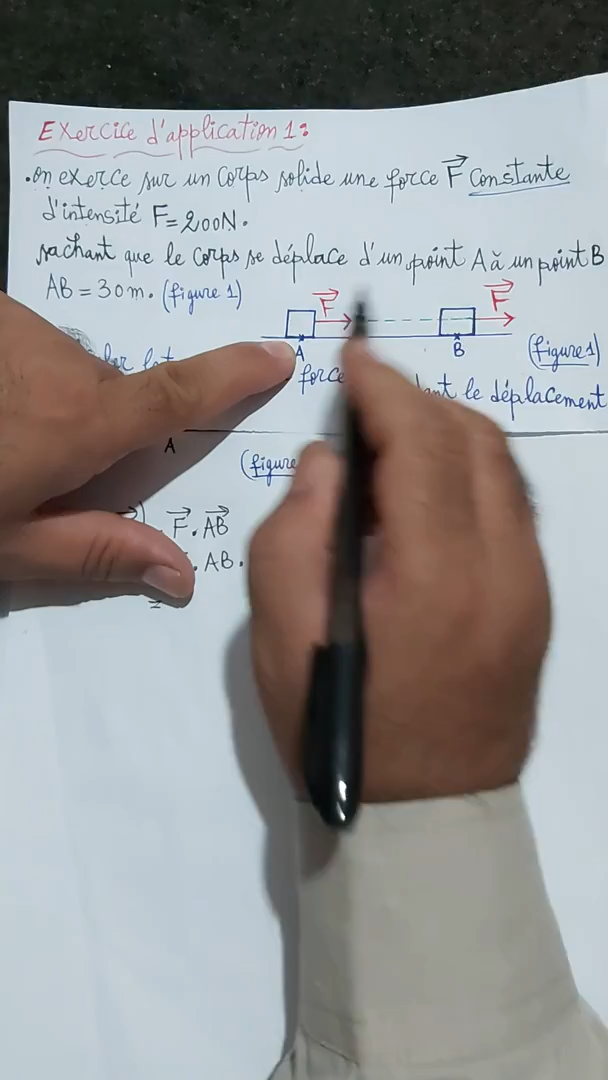 Exercice d'application 1:
.on exerce sur un Corps solide une force F Constante
d'intensité F=200N.
sachant que le corps se déplace d'un point A à un point B
AB = 30m. (figure 1)
F F
A B (figure1)
force le déplacement
A
(figure
F.AB
.AB.
=